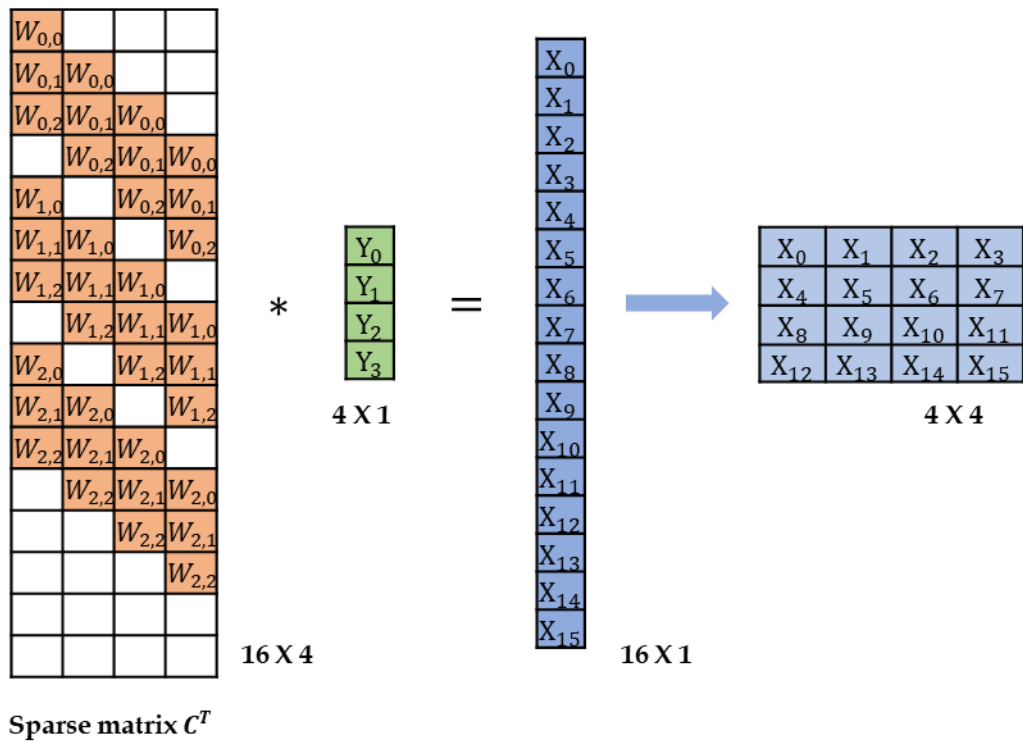 W0,0
W0,1 W0,0
W0,2 W0,1 W0,0
W0,2 W0,1 W0,0
W1,0 W0,2 W0,1
W1,1 W1,0 W0,2
W1,2 W1,1 W1,0
W1,2 W1,1 W1,0
W2,0 W1,2 W1,1
W2,1 W2,0 W1,2
W2,2 W2,1 W2,0
W2,2 W2,1 W2,0
W2,2 W2,1
W2,2
16 X 4
Sparse matrix C^T
*
Y0
Y1
Y2
Y3
4 X 1
=
X0
X1
X2
X3
X4
X5
X6
X7
X8
X9
X10
X11
X12
X13
X14
X15
16 X 1
X0 X1 X2 X3
X4 X5 X6 X7
X8 X9 X10 X11
X12 X13 X14 X15
4 X 4